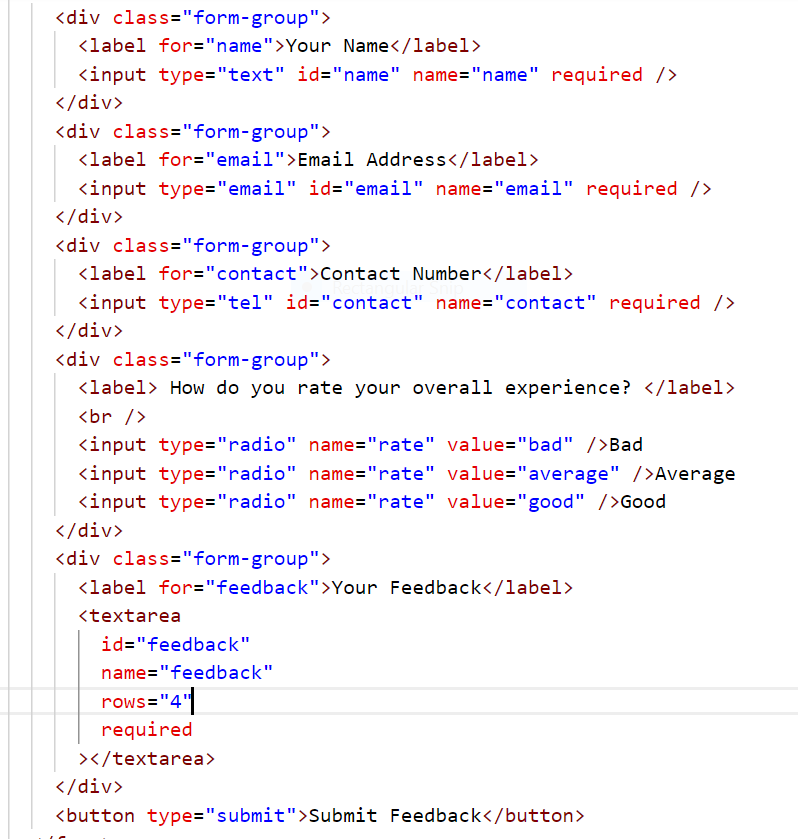 <div class="form-group">
<label for="name">Your Name</label>
<input type="text" id="name" name="name" required />
</div>
<div class="form-group">
<label for="email">Email Address</label>
<input type="email" id="email" name="email" required />
</div>
<div class="form-group">
<label for="contact">Contact Number</label>
<input type="tel" id="contact" name="contact" required />
</div>
<div class="form-group">
<label> How do you rate your overall experience? </label>
<br />
<input type="radio" name="rate" value="bad" />Bad
<input type="radio" name="rate" value="average" />Average
<input type="radio" name="rate" value="good" />Good
</div>
<div class="form-group">
<label for="feedback">Your Feedback</label>
<textarea
id="feedback"
name="feedback"
rows="4"
required
></textarea>
</div>
<button type="submit">Submit Feedback</button>